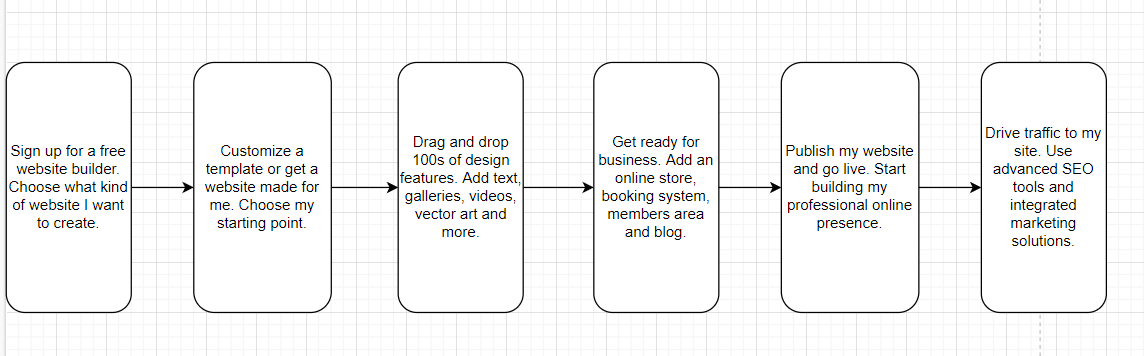 Sign up for a free
website builder.
Choose what kind
of website I want
to create.
Customize a
template or get a
website made for
me. Choose my
starting point.
Drag and drop
100s of design
features. Add text,
galleries, videos,
vector art and
more.
Get ready for
business. Add an
online store,
booking system,
members area
and blog.
Publish my website
and go live. Start
building my
professional online
presence.
Drive traffic to my
site. Use
advanced SEO
tools and
integrated
marketing
solutions.